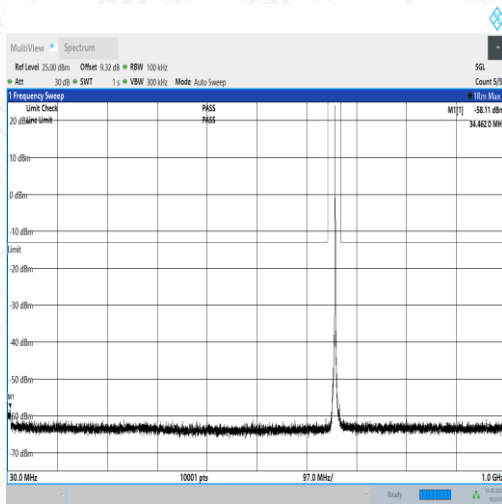 MultiView Spectrum
Ref Level 25.00 dBm Offset 9.32 dB RBW 100 kHz SGL
Att 30 dB SWT 1 s VBW 300 kHz Mode Auto Sweep Count 5/5
1 Frequency Sweep 1Rm Max
Limit Check PASS M1[1] -58.11 dBm
20 dBm Line Limit PASS 34.4620 MH
10 dBm
0 dBm
-10 dBm
Limit
-20 dBm
-30 dBm
-40 dBm
-50 dBm
M1
-60 dBm
-70 dBm
30.0 MHz 10001 pts 97.0 MHz/ 1.0 GHz
Ready